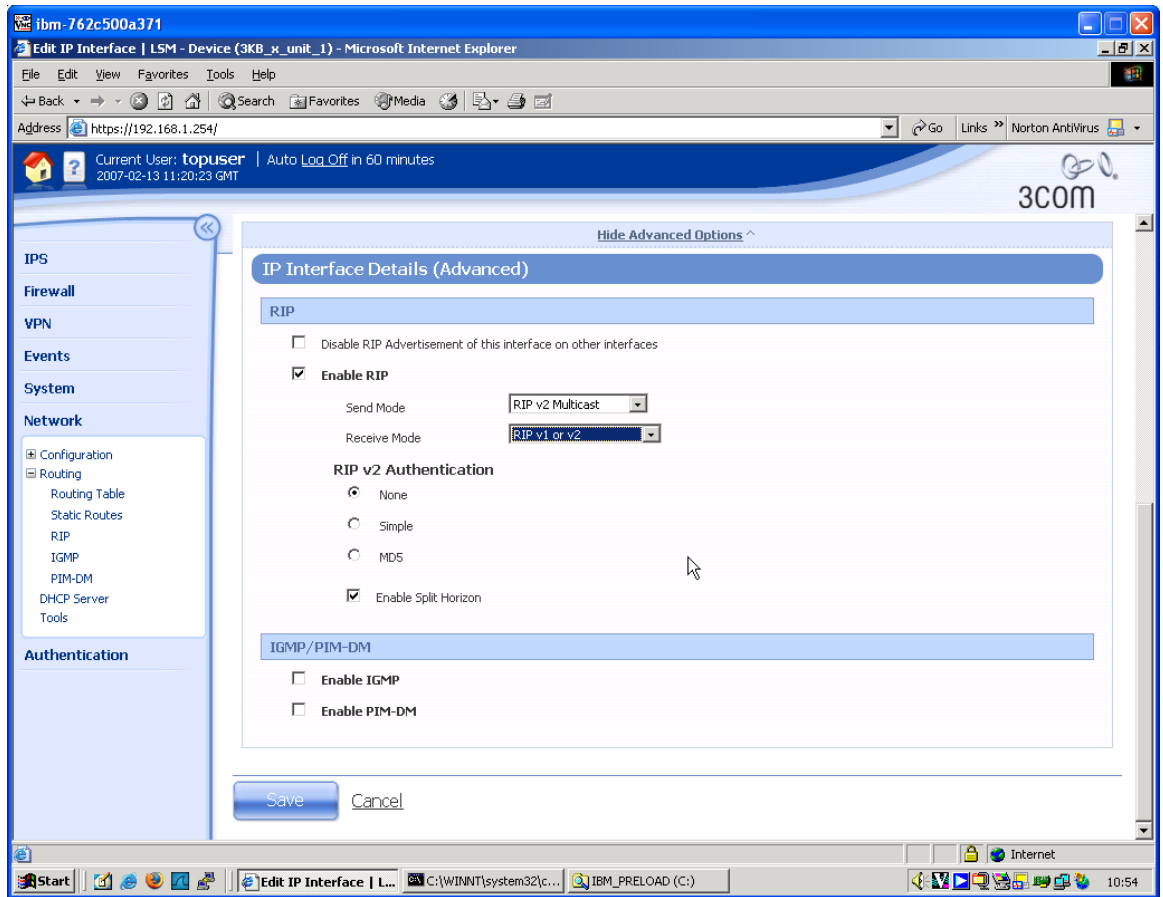 ibm-762c500a371
Edit IP Interface | LSM - Device (3KB_x_unit_1) - Microsoft Internet Explorer
File Edit View Favorites Tools Help
Back Search Favorites Media
Address https://192.168.1.254/ Go Links » Norton AntiVirus
Current User: topuser | Auto Log Off in 60 minutes
2007-02-13 11:20:23 GMT
3COM
Hide Advanced Options ^
IP Interface Details (Advanced)
IPS
Firewall
VPN
Events
System
Network
Configuration
Routing
Routing Table
Static Routes
RIP
IGMP
PIM-DM
DHCP Server
Tools
Authentication
RIP
Disable RIP Advertisement of this interface on other interfaces
Enable RIP
Send Mode RIP v2 Multicast
Receive Mode RIP v1 or v2
RIP v2 Authentication
None
Simple
MD5
Enable Split Horizon
IGMP/PIM-DM
Enable IGMP
Enable PIM-DM
Save Cancel
Internet
Start Edit IP Interface | L... C:\WINNT\system32\c... IBM_PRELOAD (C:) 10:54